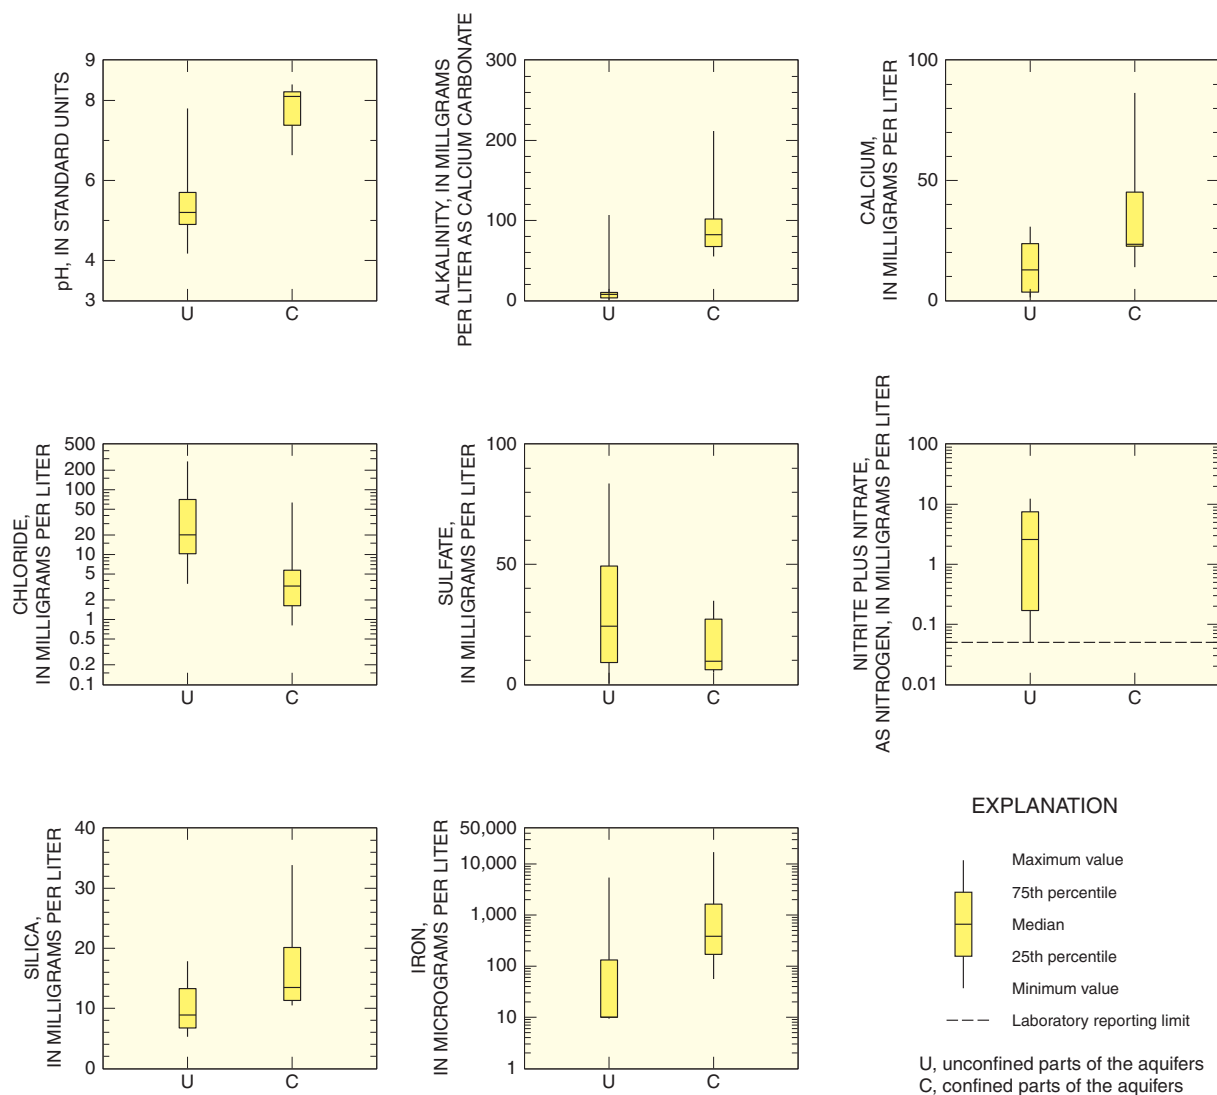 pH, IN STANDARD UNITS
9
8
6
4
3
U
C
ALKALINITY, IN MILLGRAMS
PER LITER AS CALCIUM CARBONATE
300
200
100
0
U
C
CALCIUM,
IN MILLIGRAMS PER LITER
100
50
0
U
C
CHLORIDE,
IN MILLIGRAMS PER LITER
500
200
100
50
20
10
5
2
1
0.5
0.2
0.1
U
C
SULFATE,
IN MILLIGRAMS PER LITER
100
50
0
U
C
NITRITE PLUS NITRATE,
AS NITROGEN, IN MILLIGRAMS PER LITER
100
10
1
0.1
0.01
U
C
SILICA,
IN MILLIGRAMS PER LITER
40
30
20
10
0
U
C
IRON,
IN MICROGRAMS PER LITER
50,000
10,000
1,000
100
10
1
U
C
EXPLANATION
Maximum value
75th percentile
Median
25th percentile
Minimum value
Laboratory reporting limit
U, unconfined parts of the aquifers
C, confined parts of the aquifers